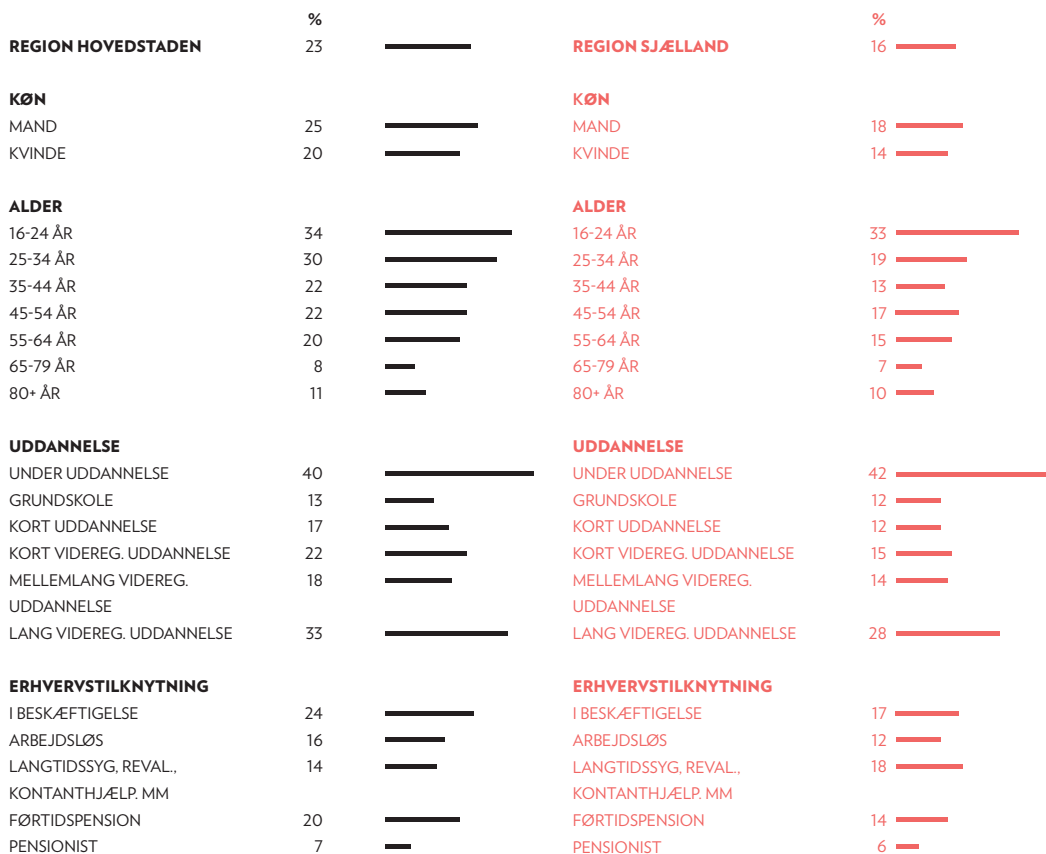 %
REGION HOVEDSTADEN 23
KØN
MAND 25
KVINDE 20
ALDER
16-24 ÅR 34
25-34 ÅR 30
35-44 ÅR 22
45-54 ÅR 22
55-64 ÅR 20
65-79 ÅR 8
80+ ÅR 11
UDDANNELSE
UNDER UDDANNELSE 40
GRUNDSKOLE 13
KORT UDDANNELSE 17
KORT VIDEREG. UDDANNELSE 22
MELLEMLANG VIDEREG. 18
UDDANNELSE
LANG VIDEREG. UDDANNELSE 33
ERHVERVSTILKNYTNING
I BESKÆFTIGELSE 24
ARBEJDSLØS 16
LANGTIDSSYG, REVAL., 14
KONTANTHJÆLP. MM
FØRTIDSPENSION 20
PENSIONIST 7
%
REGION SJÆLLAND 16
KØN
MAND 18
KVINDE 14
ALDER
16-24 ÅR 33
25-34 ÅR 19
35-44 ÅR 13
45-54 ÅR 17
55-64 ÅR 15
65-79 ÅR 7
80+ ÅR 10
UDDANNELSE
UNDER UDDANNELSE 42
GRUNDSKOLE 12
KORT UDDANNELSE 12
KORT VIDEREG. UDDANNELSE 15
MELLEMLANG VIDEREG. 14
UDDANNELSE
LANG VIDEREG. UDDANNELSE 28
ERHVERVSTILKNYTNING
I BESKÆFTIGELSE 17
ARBEJDSLØS 12
LANGTIDSSYG, REVAL., 18
KONTANTHJÆLP. MM
FØRTIDSPENSION 14
PENSIONIST 6